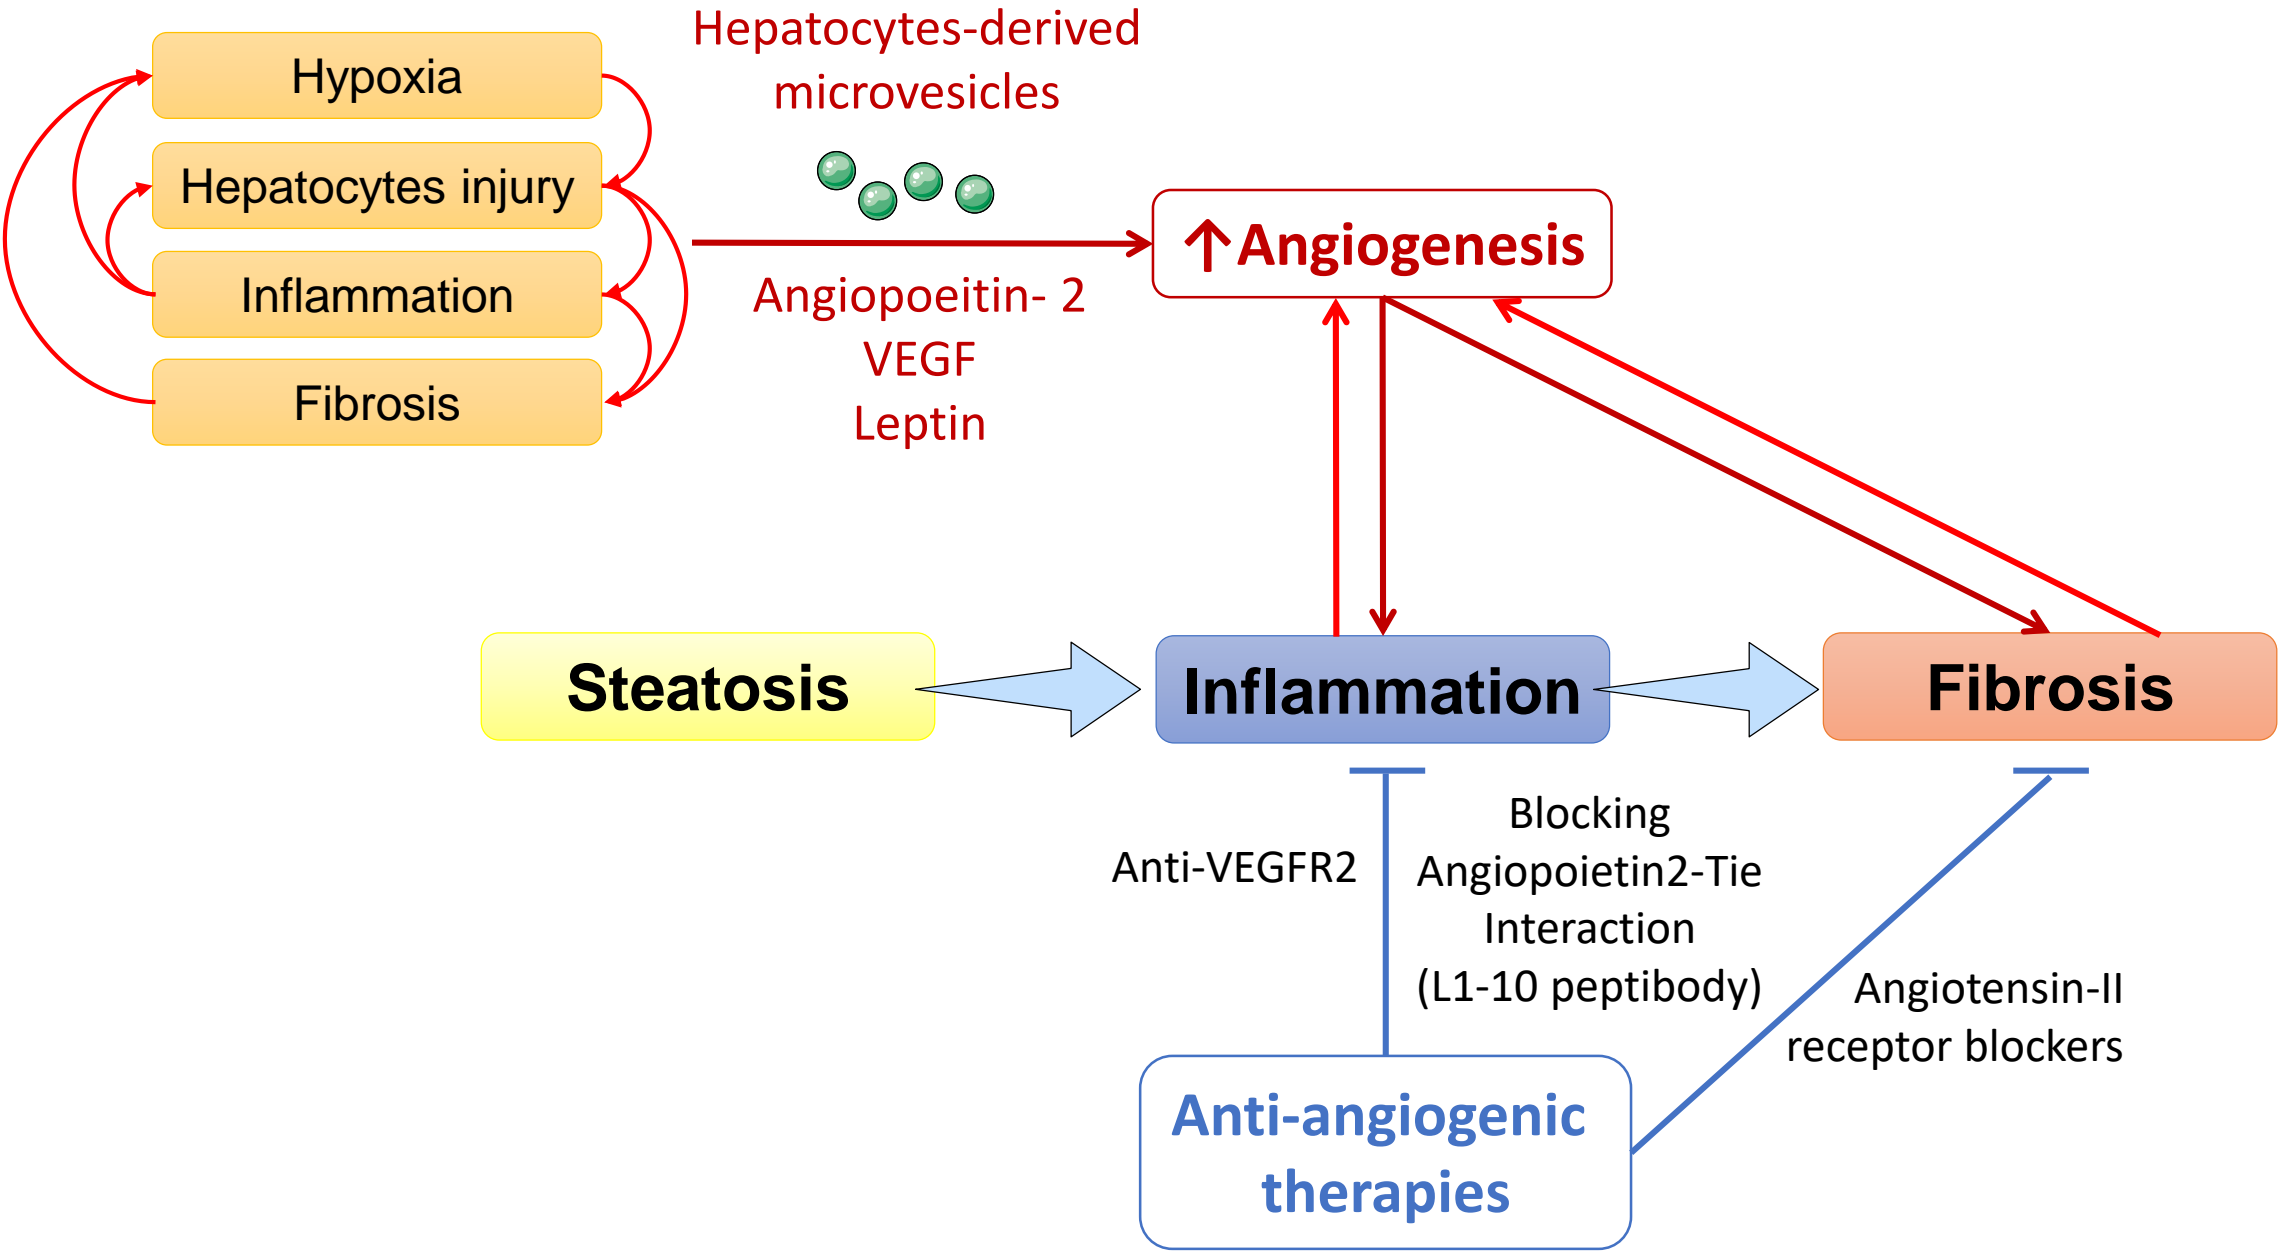 Hypoxia
Hepatocytes injury
Inflammation
Fibrosis
Hepatocytes-derived
microvesicles
Angiopoeitin- 2
VEGF
Leptin
↑Angiogenesis
Steatosis
Inflammation
Fibrosis
Anti-VEGFR2
Blocking
Angiopoietin2-Tie
Interaction
(L1-10 peptibody)
Angiotensin-II
receptor blockers
Anti-angiogenic
therapies